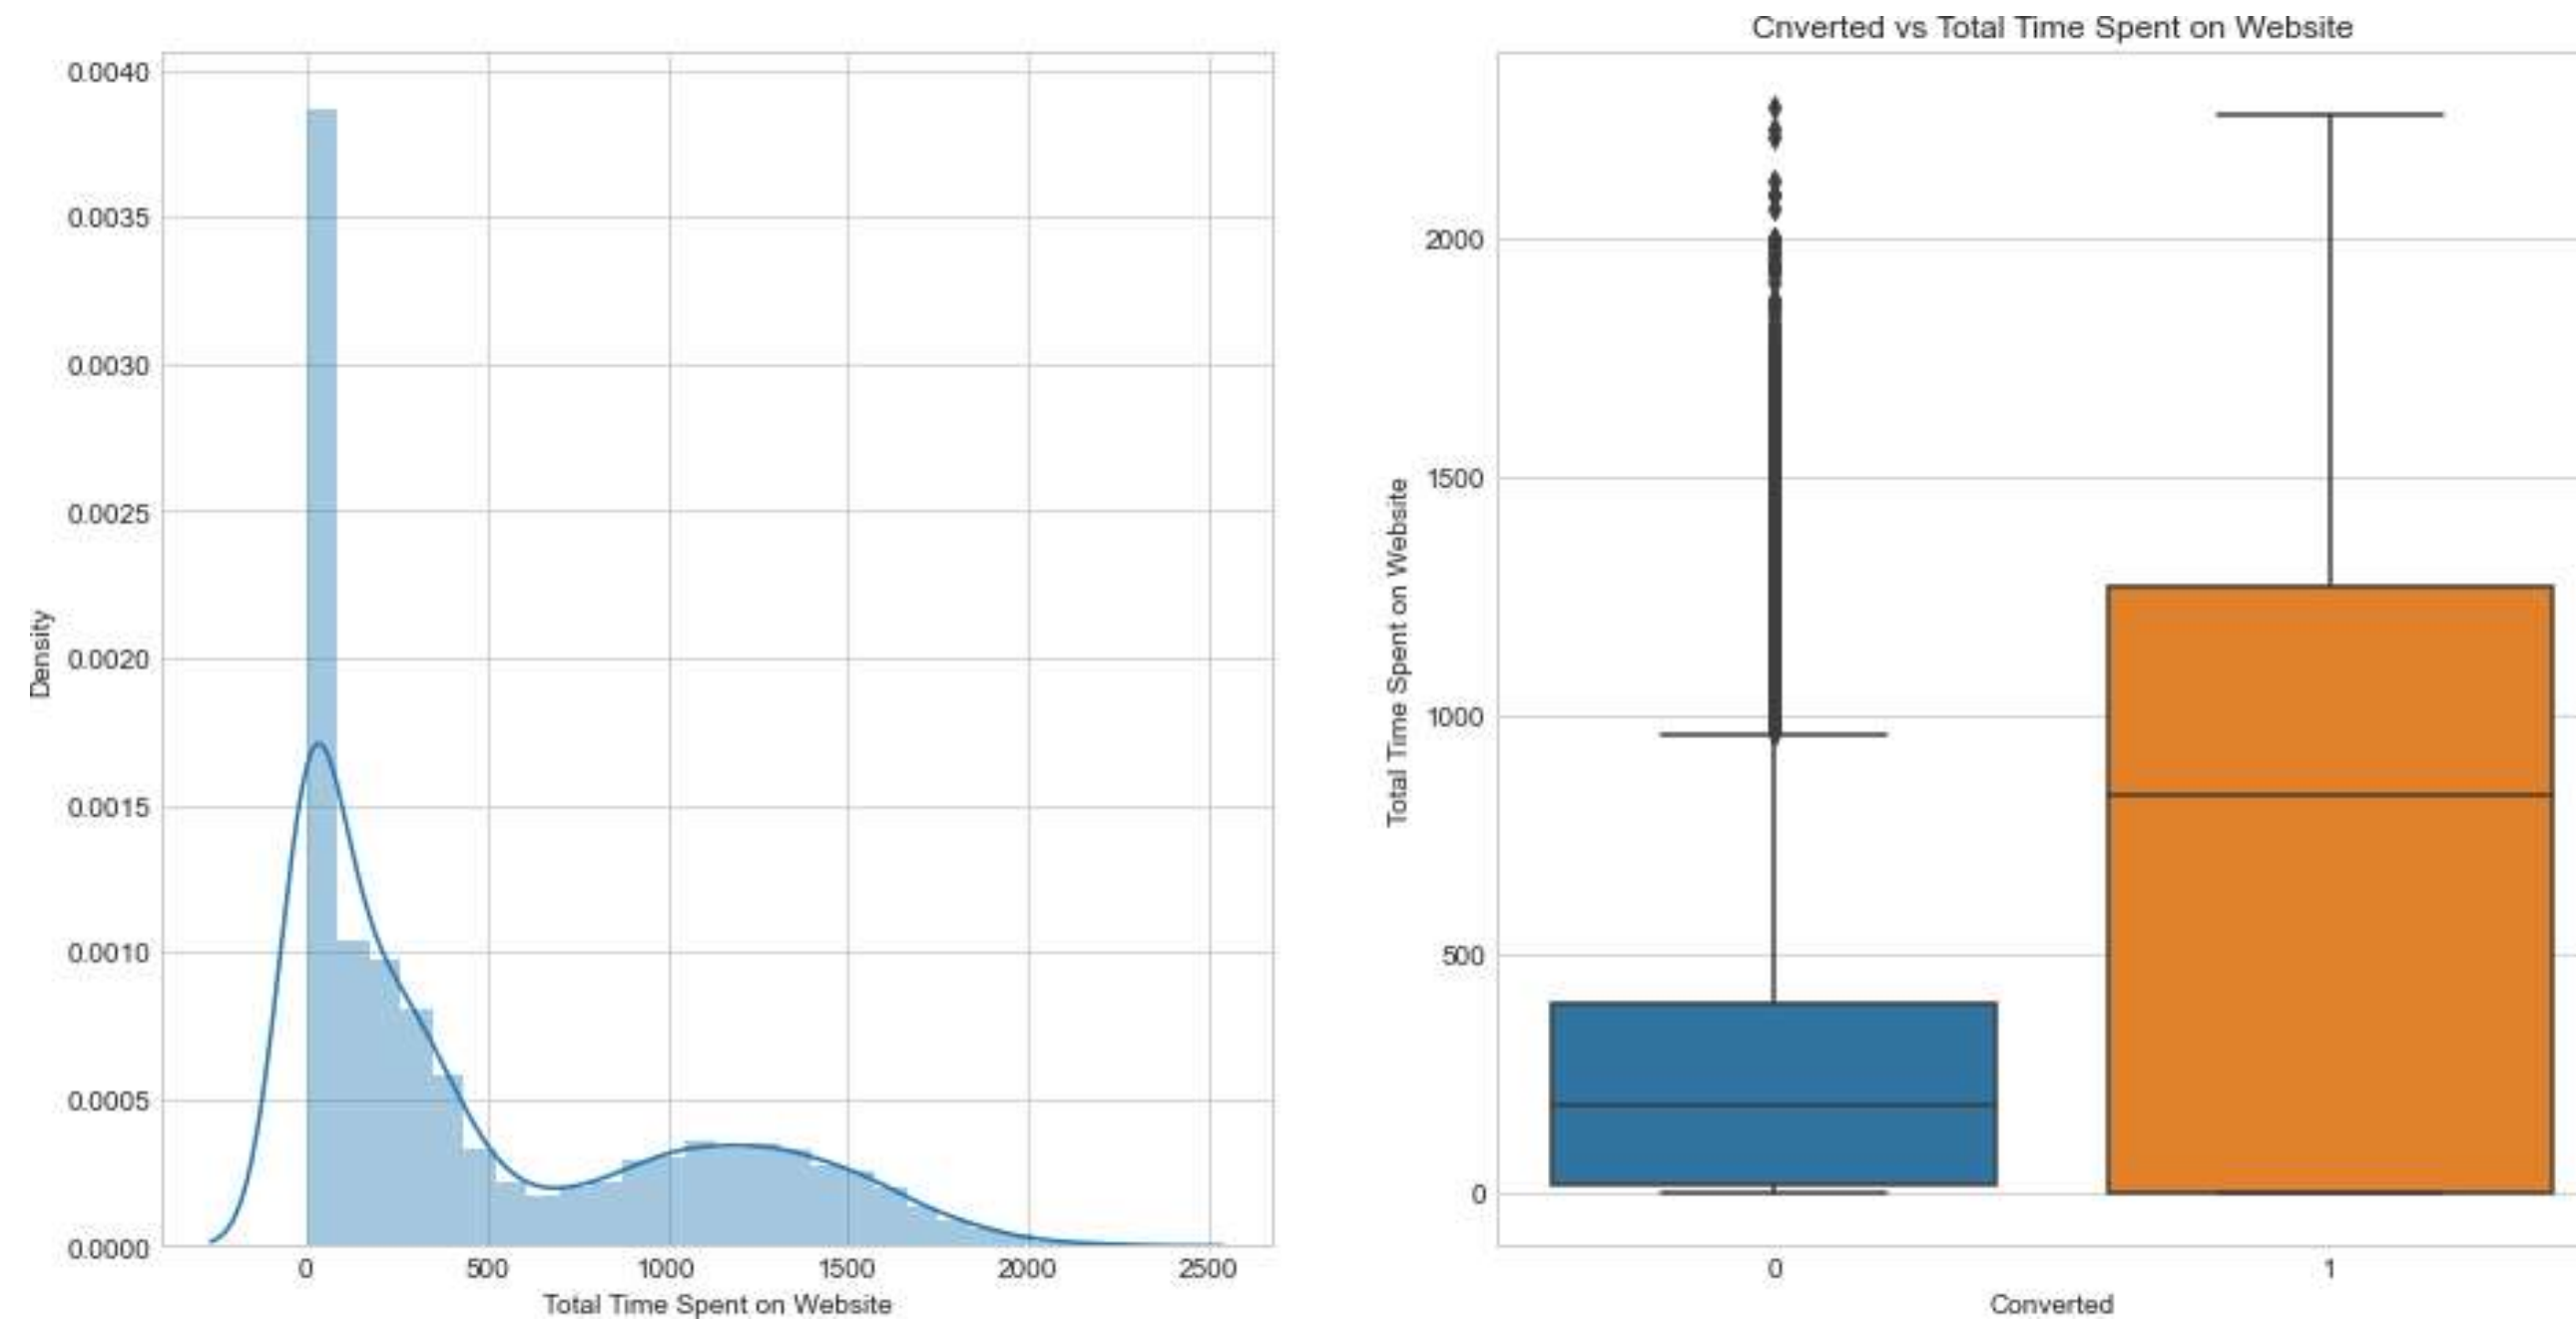 0.0040
0.0035
0.0030
0.0025
0.0020
0.0015
0.0010
0.0005
0.0000
Density
0 500 1000 1500 2000 2500
Total Time Spent on Website
Cnverted vs Total Time Spent on Website
2000
1500
1000
500
0
Total Time Spent on Website
0 1
Converted